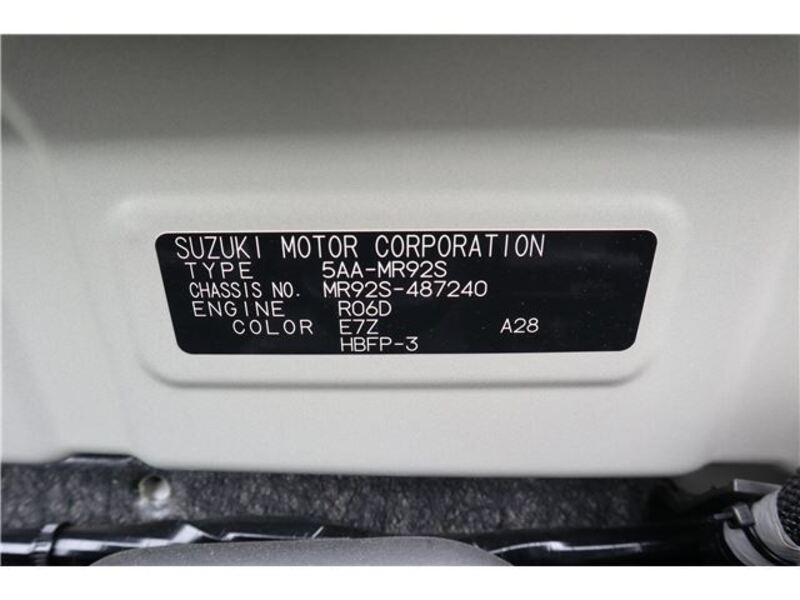 SUZUKI MOTOR CORPORATION
TYPE 5AA-MR92S
CHASSIS NO. MR92S-487240
ENGINE R06D
COLOR E7Z A28
HBFP-3